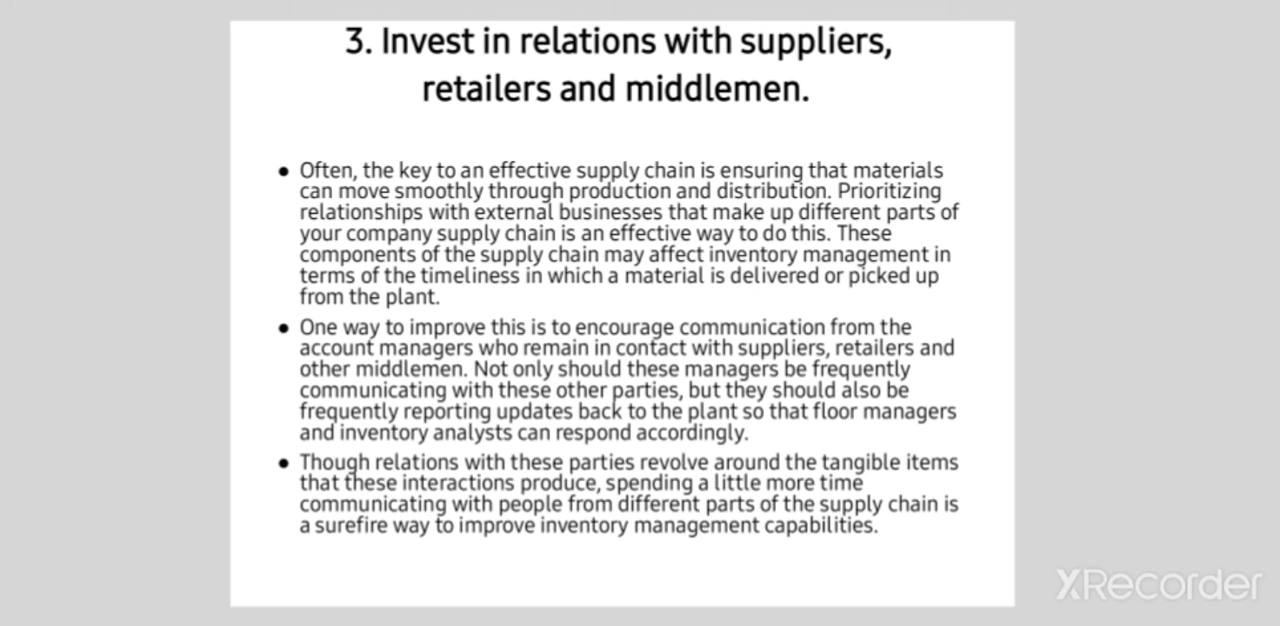 3. Invest in relations with suppliers,
retailers and middlemen.
● Often, the key to an effective supply chain is ensuring that materials
can move smoothly through production and distribution. Prioritizing
relationships with external businesses that make up different parts of
your company supply chain is an effective way to do this. These
components of the supply chain may affect inventory management in
terms of the timeliness in which a material is delivered or picked up
from the plant.
● One way to improve this is to encourage communication from the
account managers who remain in contact with suppliers, retailers and
other middlemen. Not only should these managers be frequently
communicating with these other parties, but they should also be
frequently reporting updates back to the plant so that floor managers
and inventory analysts can respond accordingly.
● Though relations with these parties revolve around the tangible items
that these interactions produce, spending a little more time
communicating with people from different parts of the supply chain is
a surefire way to improve inventory management capabilities.
XRecorder